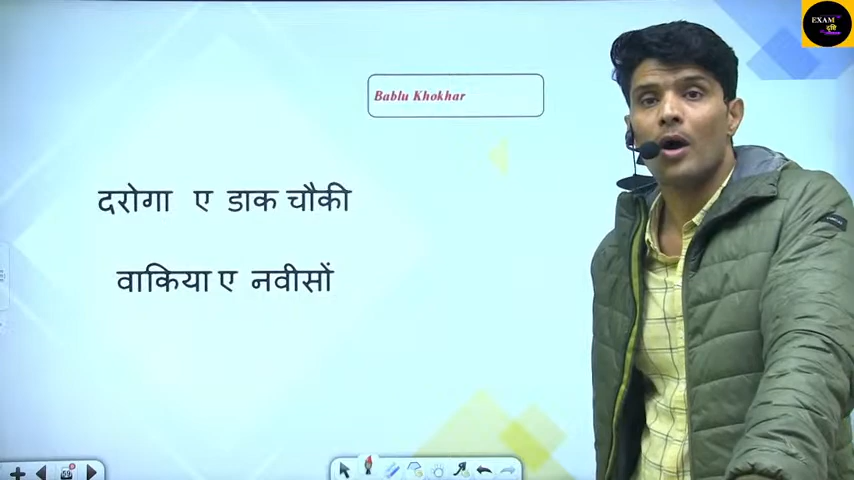 EXAM
दृष्टि
Bablu Khokhar
दरोगा ए डाक चौकी
वाकिया ए नवीसों